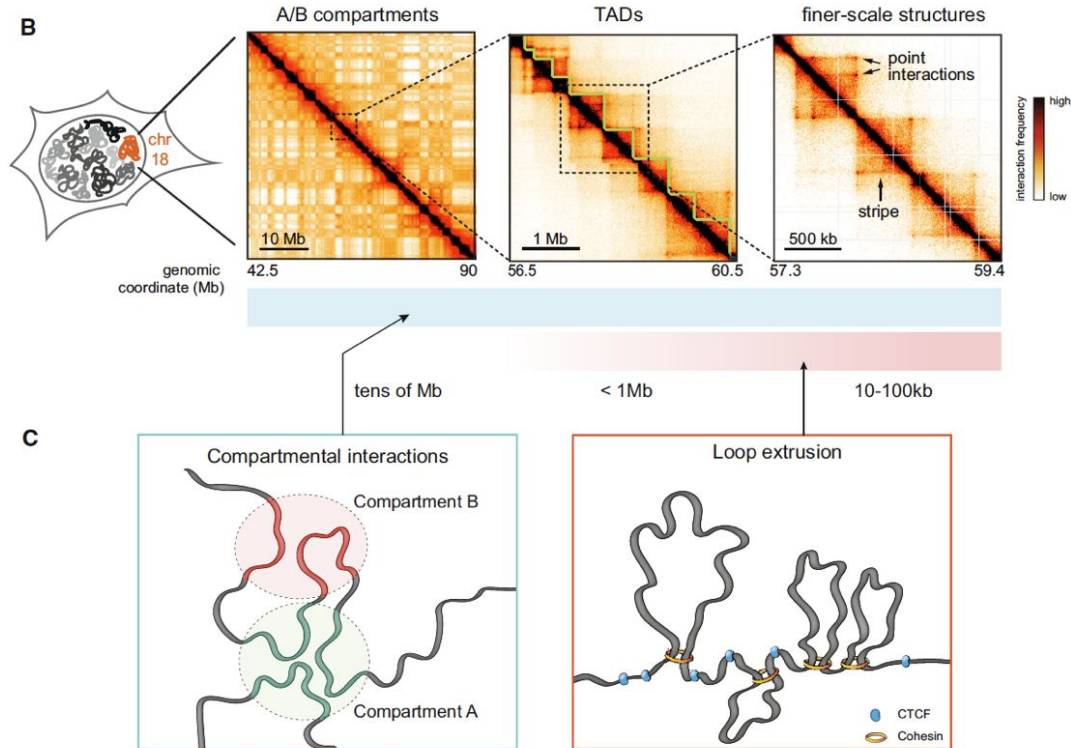 B
A/B compartments
TADs
finer-scale structures
chr
18
point
interactions
stripe
high
interaction frequency
low
10 Mb
1 Mb
500 kb
genomic
coordinate (Mb)
42.5
90
56.5
60.5
57.3
59.4
tens of Mb
< 1Mb
10-100kb
C
Compartmental interactions
Compartment B
Compartment A
Loop extrusion
CTCF
Cohesin